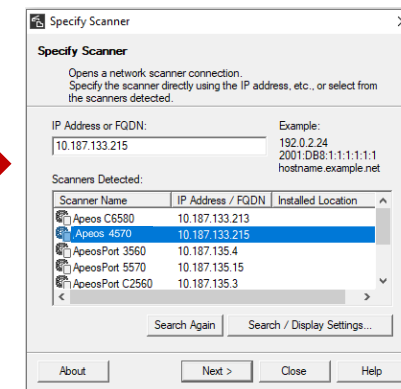 Specify Scanner
Specify Scanner
Opens a network scanner connection.
Specify the scanner directly using the IP address, etc., or select from
the scanners detected.
IP Address or FQDN:
Example:
10.187.133.215
192.0.2.24
2001:DB8:1:1:1:1:1:1
hostname.example.net
Scanners Detected:
Scanner Name IP Address / FQDN Installed Location
Apeos C6580 10.187.133.213
Apeos 4570 10.187.133.215
ApeosPort 3560 10.187.135.4
ApeosPort 5570 10.187.135.15
ApeosPort C2560 10.187.135.3
Search Again Search / Display Settings...
About Next > Close Help